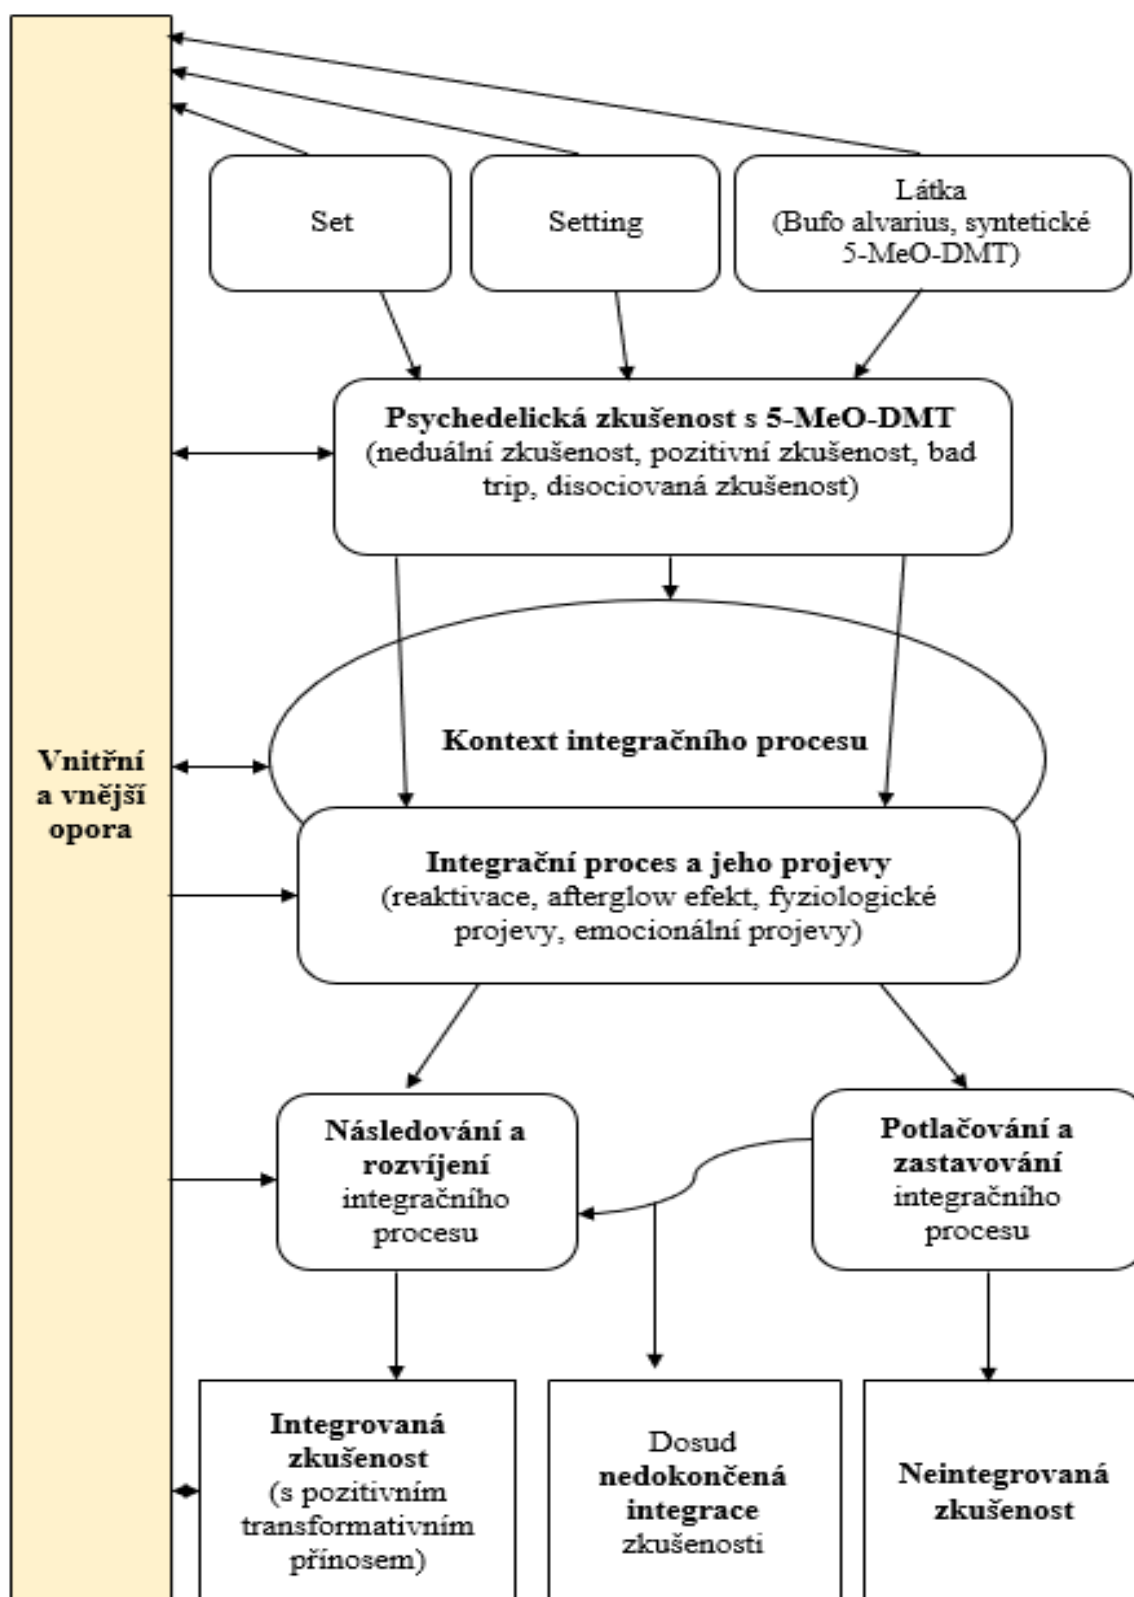 Set
Setting
Látka
(Bufo alvarius, syntetické
5-MeO-DMT)
Psychedelická zkušenost s 5-MeO-DMT
(neduální zkušenost, pozitivní zkušenost, bad
trip, disociovaná zkušenost)
Kontext integračního procesu
Vnitřní
a vnější
opora
Integrační proces a jeho projevy
(reaktivace, afterglow efekt, fyziologické
projevy, emocionální projevy)
Následování a
rozvíjení
integračního
procesu
Potlačování a
zastavování
integračního
procesu
Integrovaná
zkušenost
(s pozitivním
transformativním
přínosem)
Dosud
nedokončená
integrace
zkušenosti
Neintegrovaná
zkušenost